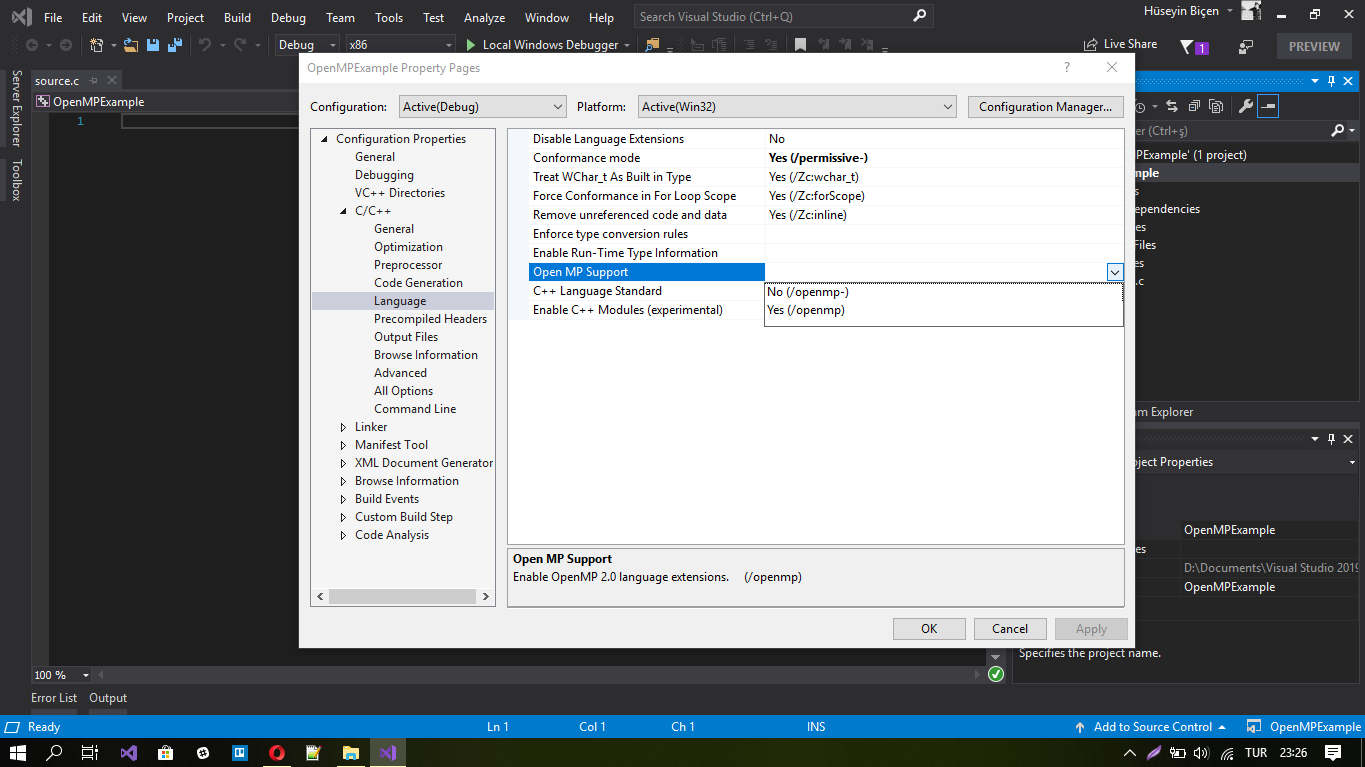 File Edit View Project Build Debug Team Tools Test Analyze Window Help Search Visual Studio (Ctrl+Q) Hüseyin Biçen
Debug x86 Local Windows Debugger Live Share 1 PREVIEW
Server Explorer
Toolbox
source.c
OpenMPExample
1
OpenMPExample Property Pages ?
Configuration: Active(Debug) Platform: Active(Win32) Configuration Manager...
Configuration Properties
General
Debugging
VC++ Directories
C/C++
General
Optimization
Preprocessor
Code Generation
Language
Precompiled Headers
Output Files
Browse Information
Advanced
All Options
Command Line
Linker
Manifest Tool
XML Document Generator
Browse Information
Build Events
Custom Build Step
Code Analysis
Disable Language Extensions No
Conformance mode Yes (/permissive-)
Treat WChar_t As Built in Type Yes (/Zc:wchar_t)
Force Conformance in For Loop Scope Yes (/Zc:forScope)
Remove unreferenced code and data Yes (/Zc:inline)
Enforce type conversion rules
Enable Run-Time Type Information
Open MP Support
C++ Language Standard
Enable C++ Modules (experimental)
No (/openmp-)
Yes (/openmp)
Open MP Support
Enable OpenMP 2.0 language extensions. (/openmp)
OK Cancel Apply
er (Ctrl+ş)
PExample' (1 project)
mple
s
ependencies
es
Files
es
.c
m Explorer
ject Properties
OpenMPExample
es
D:\Documents\Visual Studio 2019
OpenMPExample
Specifies the project name.
100 %
Error List Output
Ready Ln 1 Col 1 Ch 1 INS Add to Source Control OpenMPExample
TUR 23:26